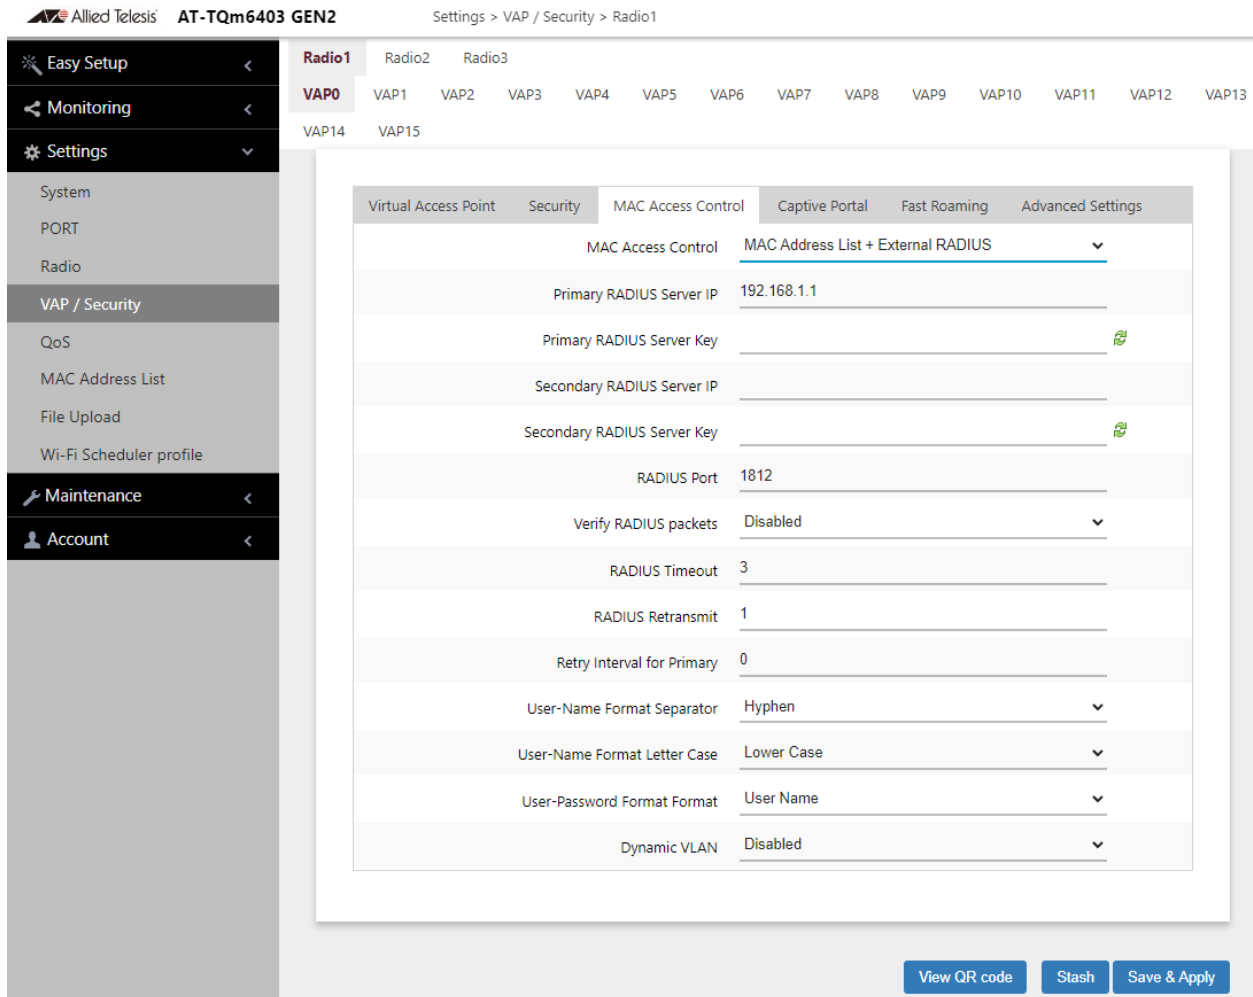 Allied Telesis AT-TQm6403 GEN2 Settings > VAP / Security > Radio1
Easy Setup
Monitoring
Settings
System
PORT
Radio
VAP / Security
QoS
MAC Address List
File Upload
Wi-Fi Scheduler profile
Maintenance
Account
Radio1 Radio2 Radio3
VAP0 VAP1 VAP2 VAP3 VAP4 VAP5 VAP6 VAP7 VAP8 VAP9 VAP10 VAP11 VAP12 VAP13
VAP14 VAP15
Virtual Access Point Security MAC Access Control Captive Portal Fast Roaming Advanced Settings
MAC Access Control MAC Address List + External RADIUS
Primary RADIUS Server IP 192.168.1.1
Primary RADIUS Server Key
Secondary RADIUS Server IP
Secondary RADIUS Server Key
RADIUS Port 1812
Verify RADIUS packets Disabled
RADIUS Timeout 3
RADIUS Retransmit 1
Retry Interval for Primary 0
User-Name Format Separator Hyphen
User-Name Format Letter Case Lower Case
User-Password Format Format User Name
Dynamic VLAN Disabled
View QR code Stash Save & Apply